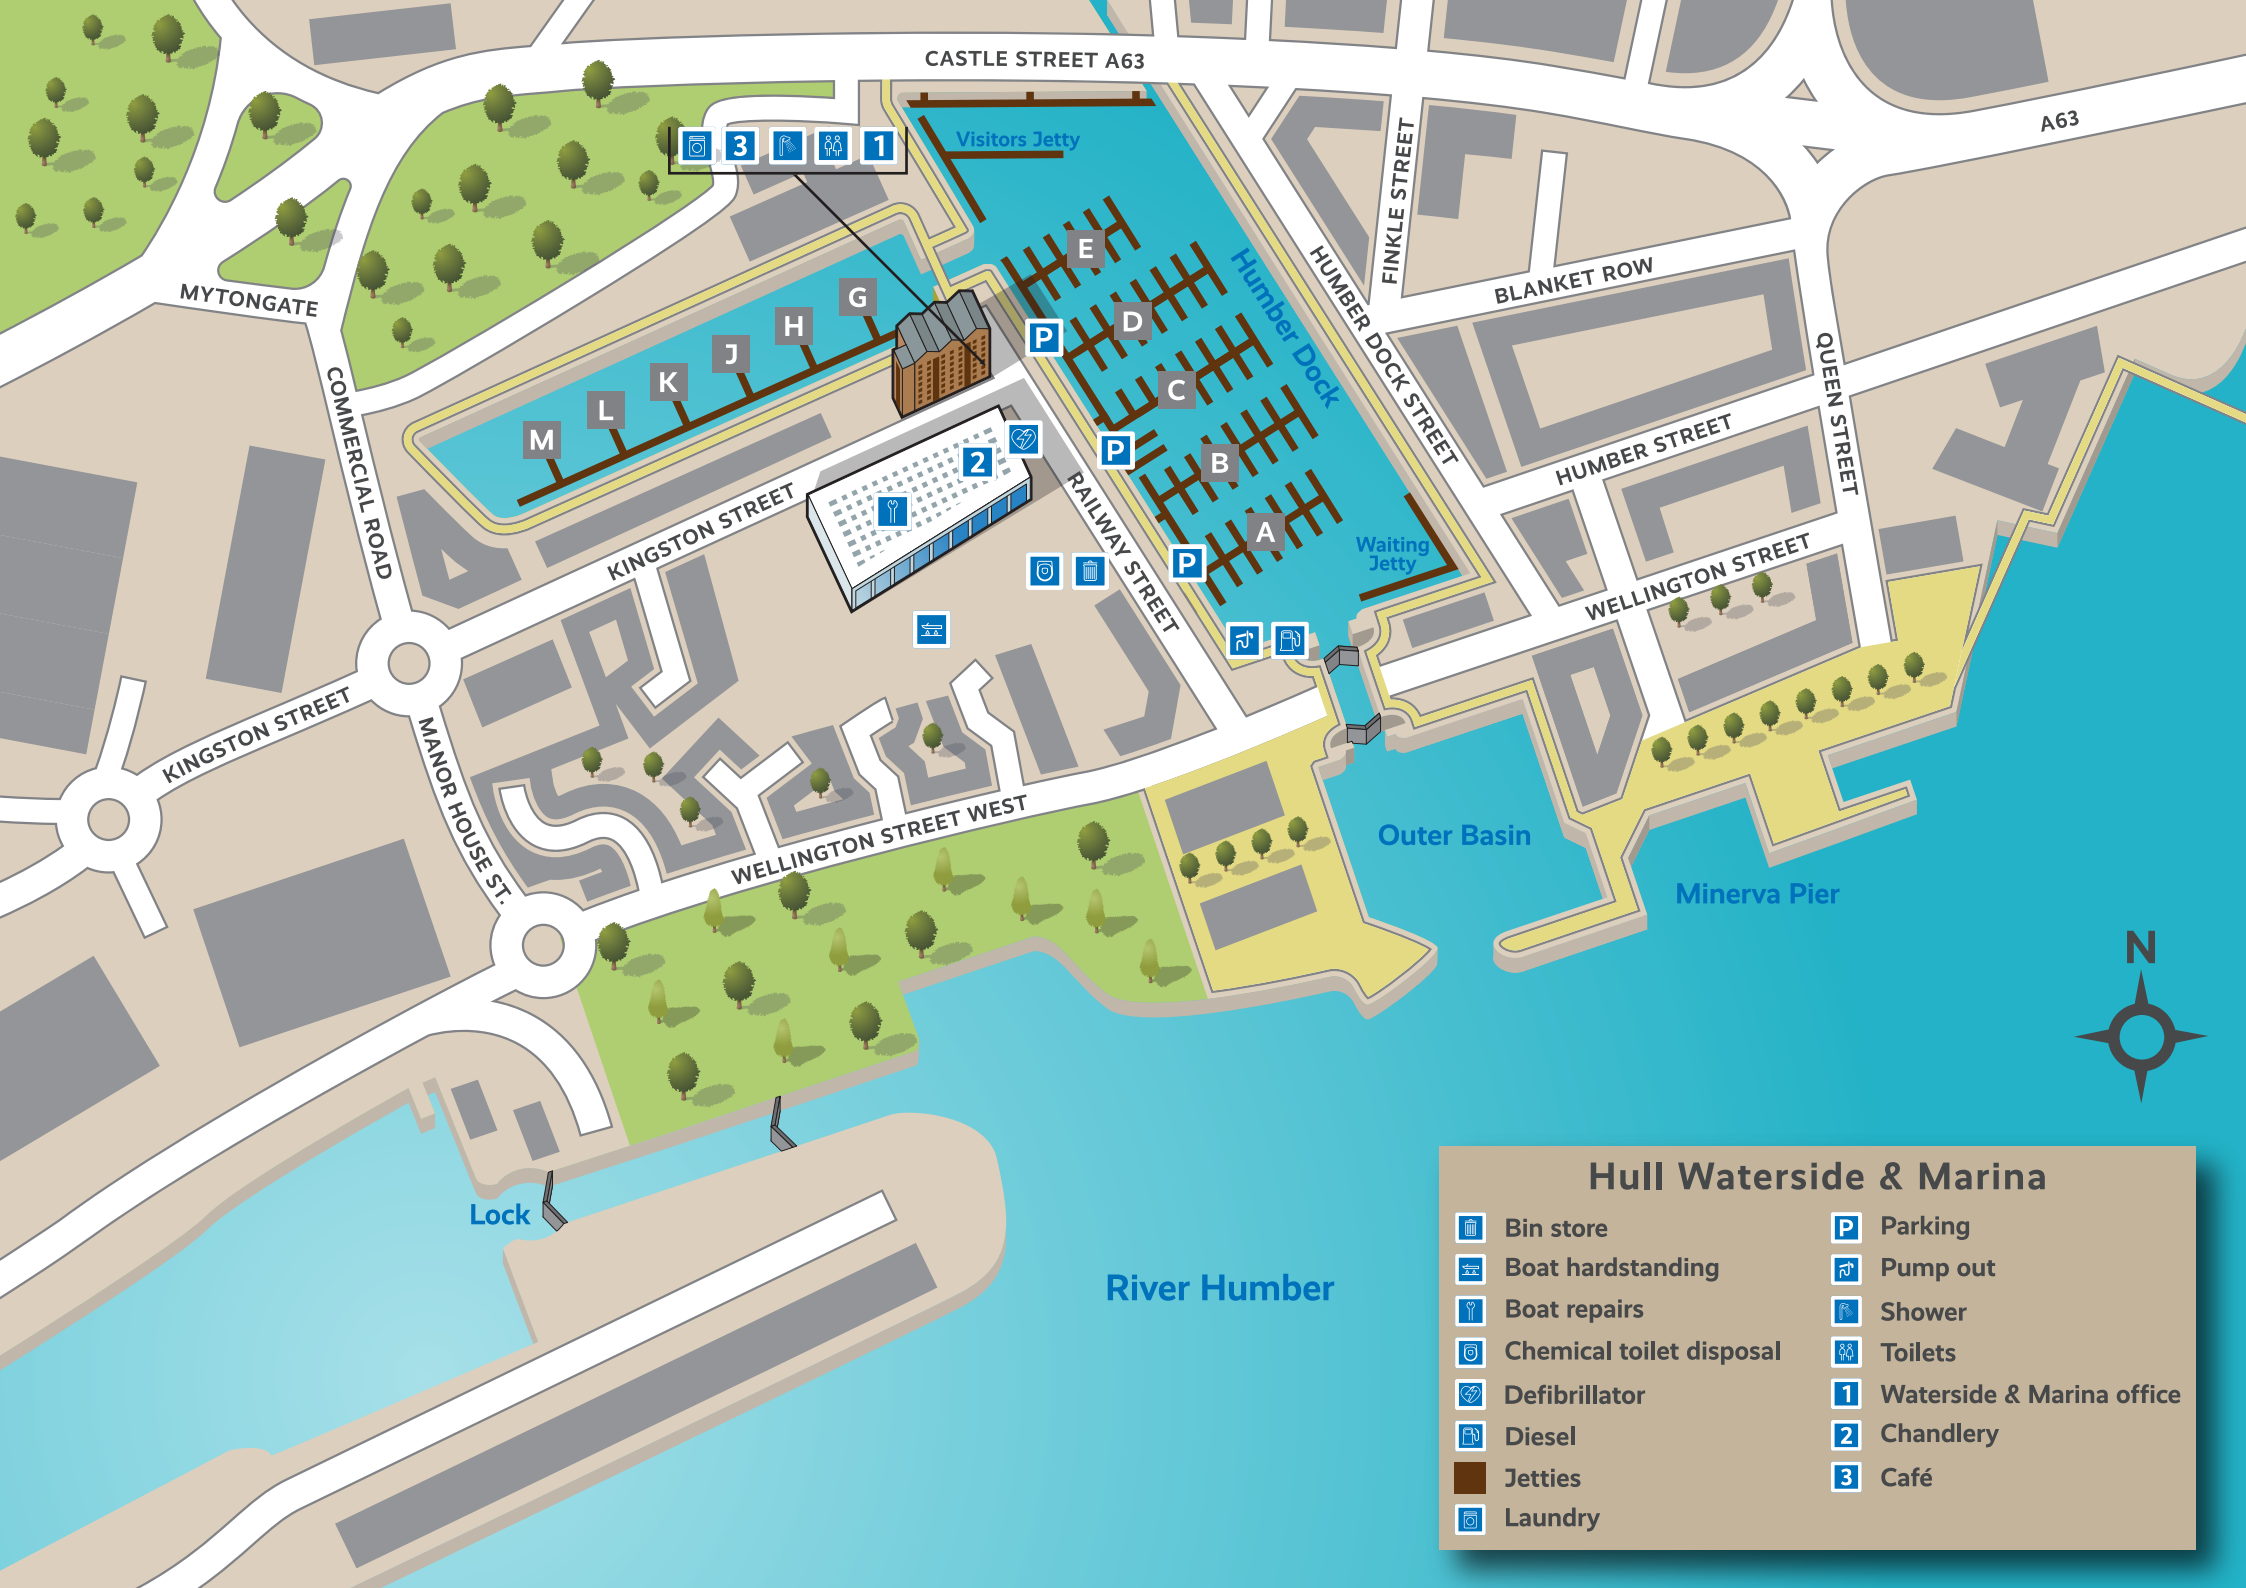 CASTLE STREET A63
A63
Visitors Jetty
3
1
FINKLE STREET
E
Humber Dock
HUMBER DOCK STREET
BLANKET ROW
MYTONGATE
G
H
J
K
L
M
D
C
B
A
P
P
P
QUEEN STREET
COMMERCIAL ROAD
HUMBER STREET
2
KINGSTON STREET
RAILWAY STREET
Waiting
Jetty
WELLINGTON STREET
KINGSTON STREET
MANOR HOUSE ST.
WELLINGTON STREET WEST
Outer Basin
Minerva Pier
N
Lock
River Humber
Hull Waterside & Marina
Bin store
Boat hardstanding
Boat repairs
Chemical toilet disposal
Defibrillator
Diesel
Jetties
Laundry
P Parking
Pump out
Shower
Toilets
1 Waterside & Marina office
2 Chandlery
3 Café